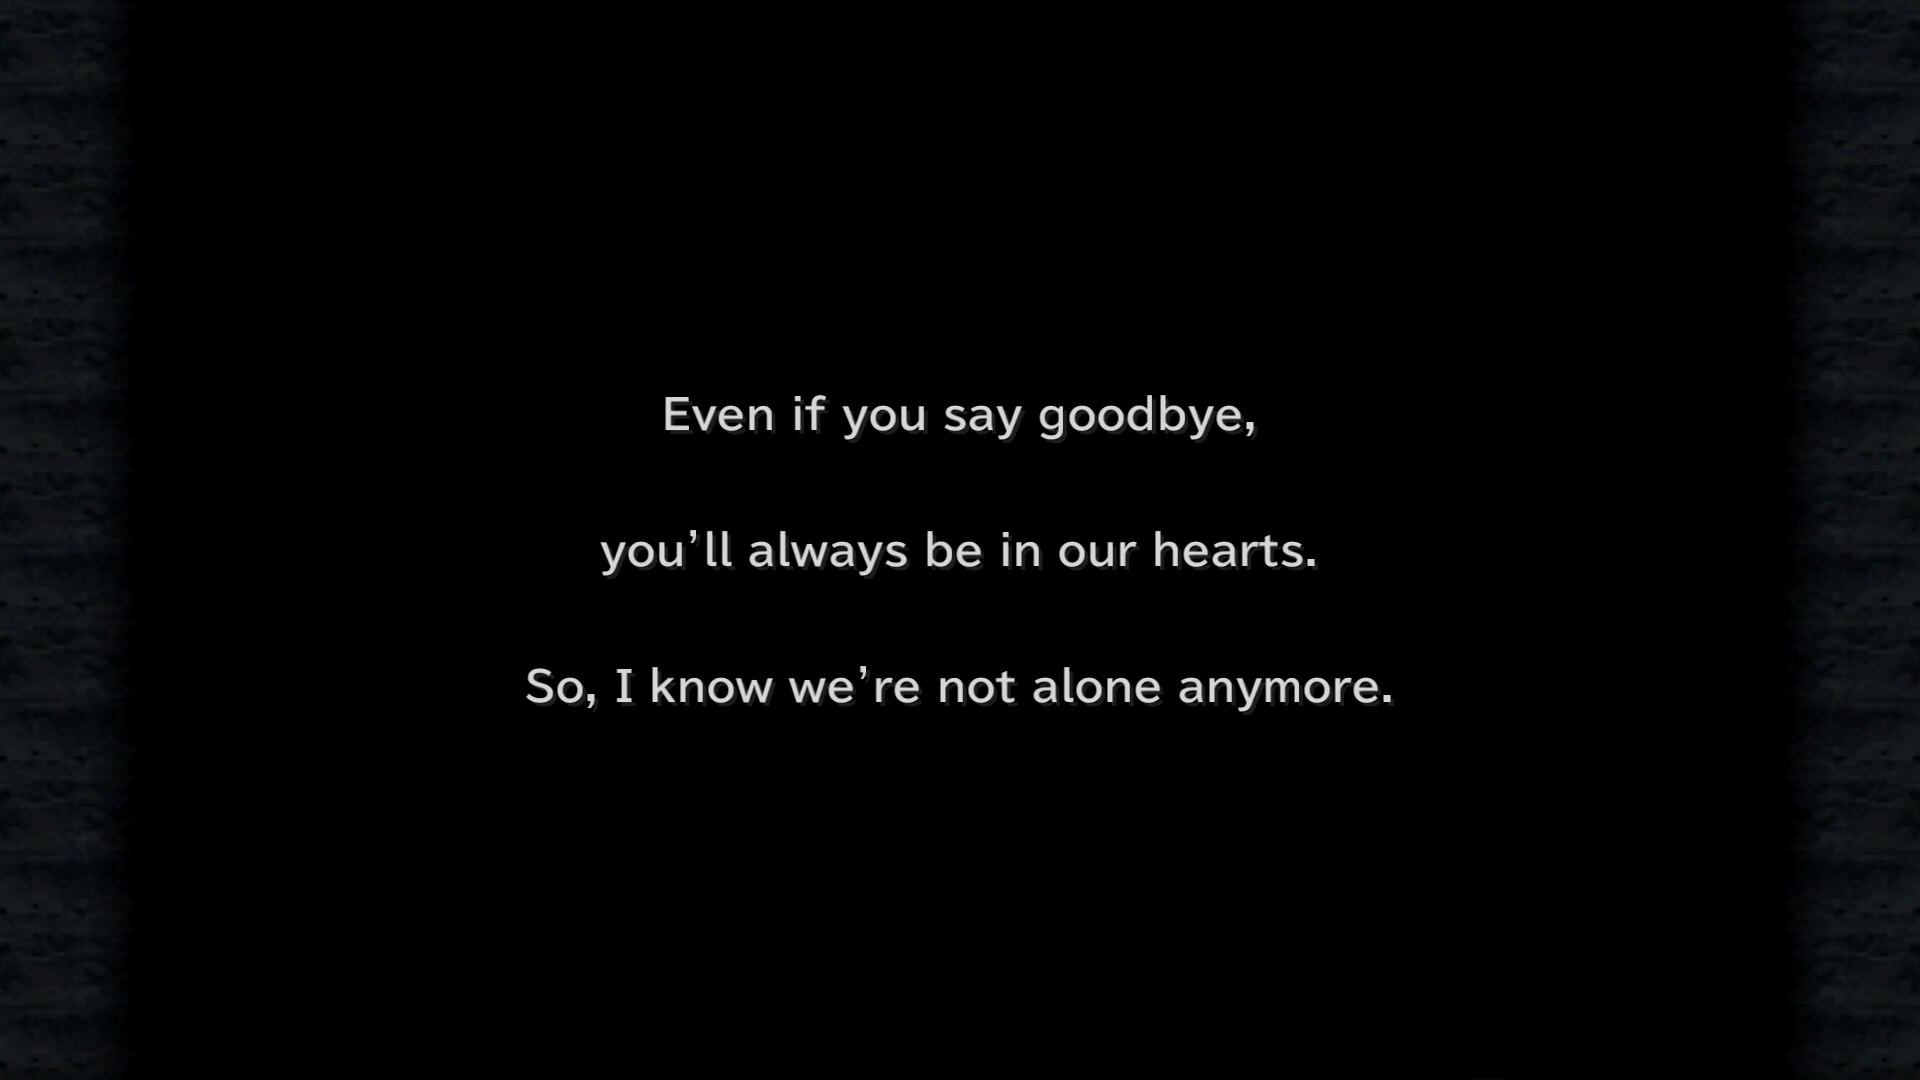 Even if you say goodbye,
you’ll always be in our hearts.
So, I know we’re not alone anymore.